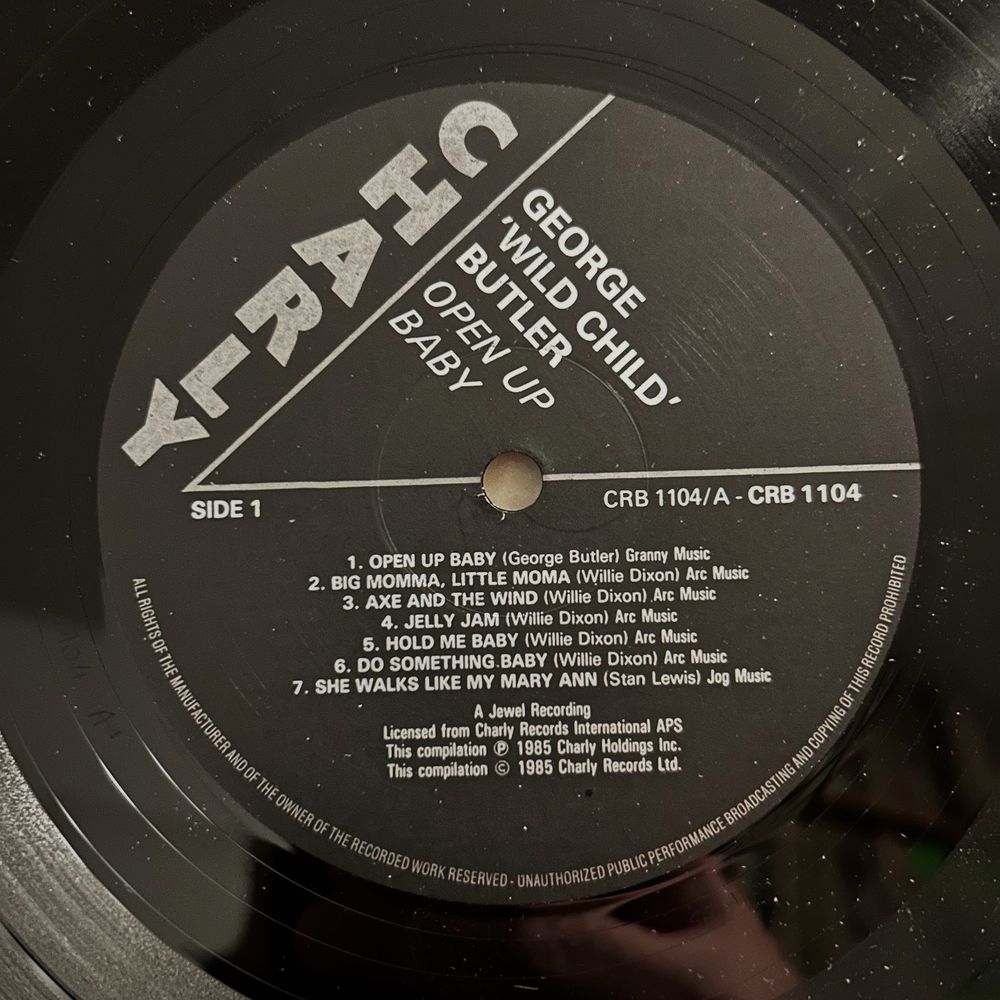 CHARLY
GEORGE
'WILD CHILD'
BUTLER
OPEN UP
BABY
SIDE 1
CRB 1104/A - CRB 1104
1. OPEN UP BABY (George Butler) Granny Music
2. BIG MOMMA, LITTLE MOMA (Willie Dixon) Arc Music
3. AXE AND THE WIND (Willie Dixon) Arc Music
4. JELLY JAM (Willie Dixon) Arc Music
5. HOLD ME BABY (Willie Dixon) Arc Music
6. DO SOMETHING BABY (Willie Dixon) Arc Music
7. SHE WALKS LIKE MY MARY ANN (Stan Lewis) Jog Music
A Jewel Recording
Licensed from Charly Records International APS
This compilation ℗ 1985 Charly Holdings Inc.
This compilation © 1985 Charly Records Ltd.
ALL RIGHTS OF THE MANUFACTURER AND OF THE OWNER OF THE RECORDED WORK RESERVED - UNAUTHORIZED PUBLIC PERFORMANCE BROADCASTING AND COPYING OF THIS RECORD PROHIBITED